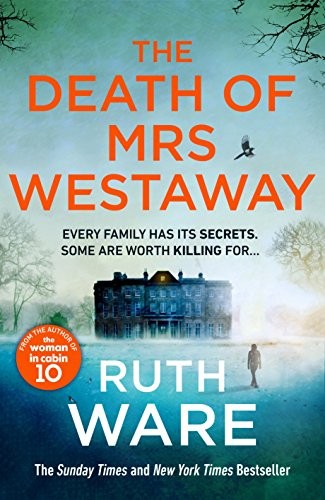 THE
DEATH OF
MRS
WESTAWAY
EVERY FAMILY HAS ITS SECRETS.
SOME ARE WORTH KILLING FOR...
FROM THE AUTHOR OF
the
woman
in cabin
10
RUTH
WARE
The Sunday Times and New York Times Bestseller